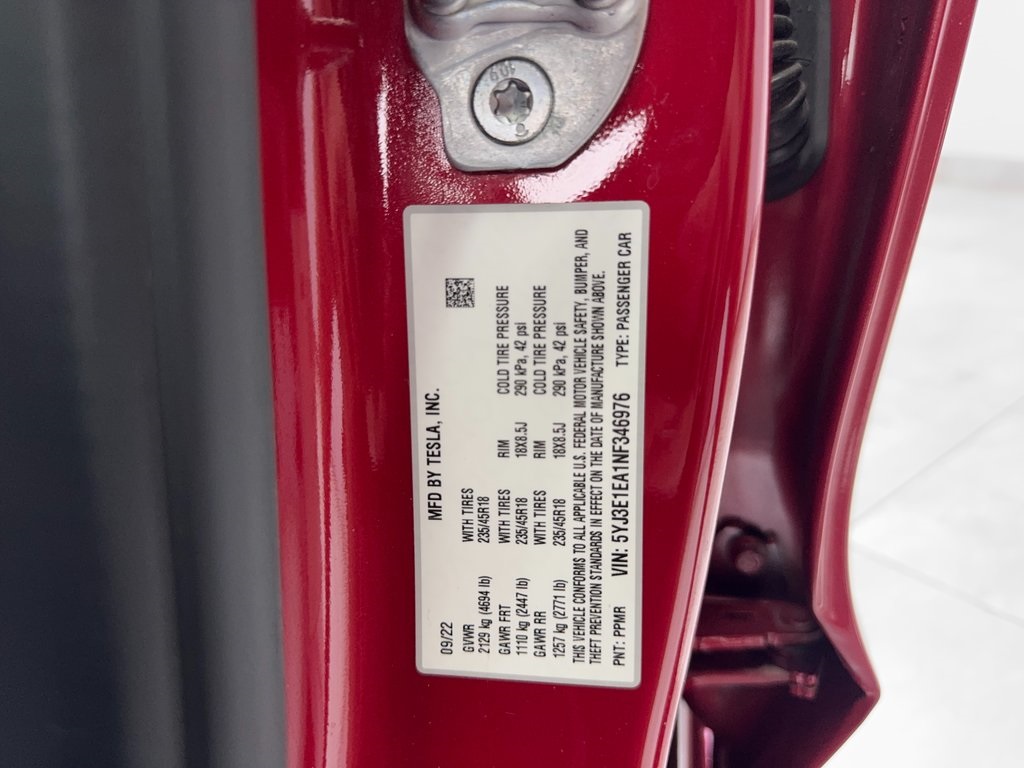 10.9
MFD BY TESLA, INC.
09/22
GVWR WITH TIRES
2129 kg (4694 lb) 235/45R18
GAWR FRT WITH TIRES RIM COLD TIRE PRESSURE
1110 kg (2447 lb) 235/45R18 18X8.5J 290 kPa, 42 psi
GAWR RR WITH TIRES RIM COLD TIRE PRESSURE
1257 kg (2771 lb) 235/45R18 18X8.5J 290 kPa, 42 psi
THIS VEHICLE CONFORMS TO ALL APPLICABLE U.S. FEDERAL MOTOR VEHICLE SAFETY, BUMPER, AND
THEFT PREVENTION STANDARDS IN EFFECT ON THE DATE OF MANUFACTURE SHOWN ABOVE.
PNT: PPMR VIN: 5YJ3E1EA1NF346976 TYPE: PASSENGER CAR